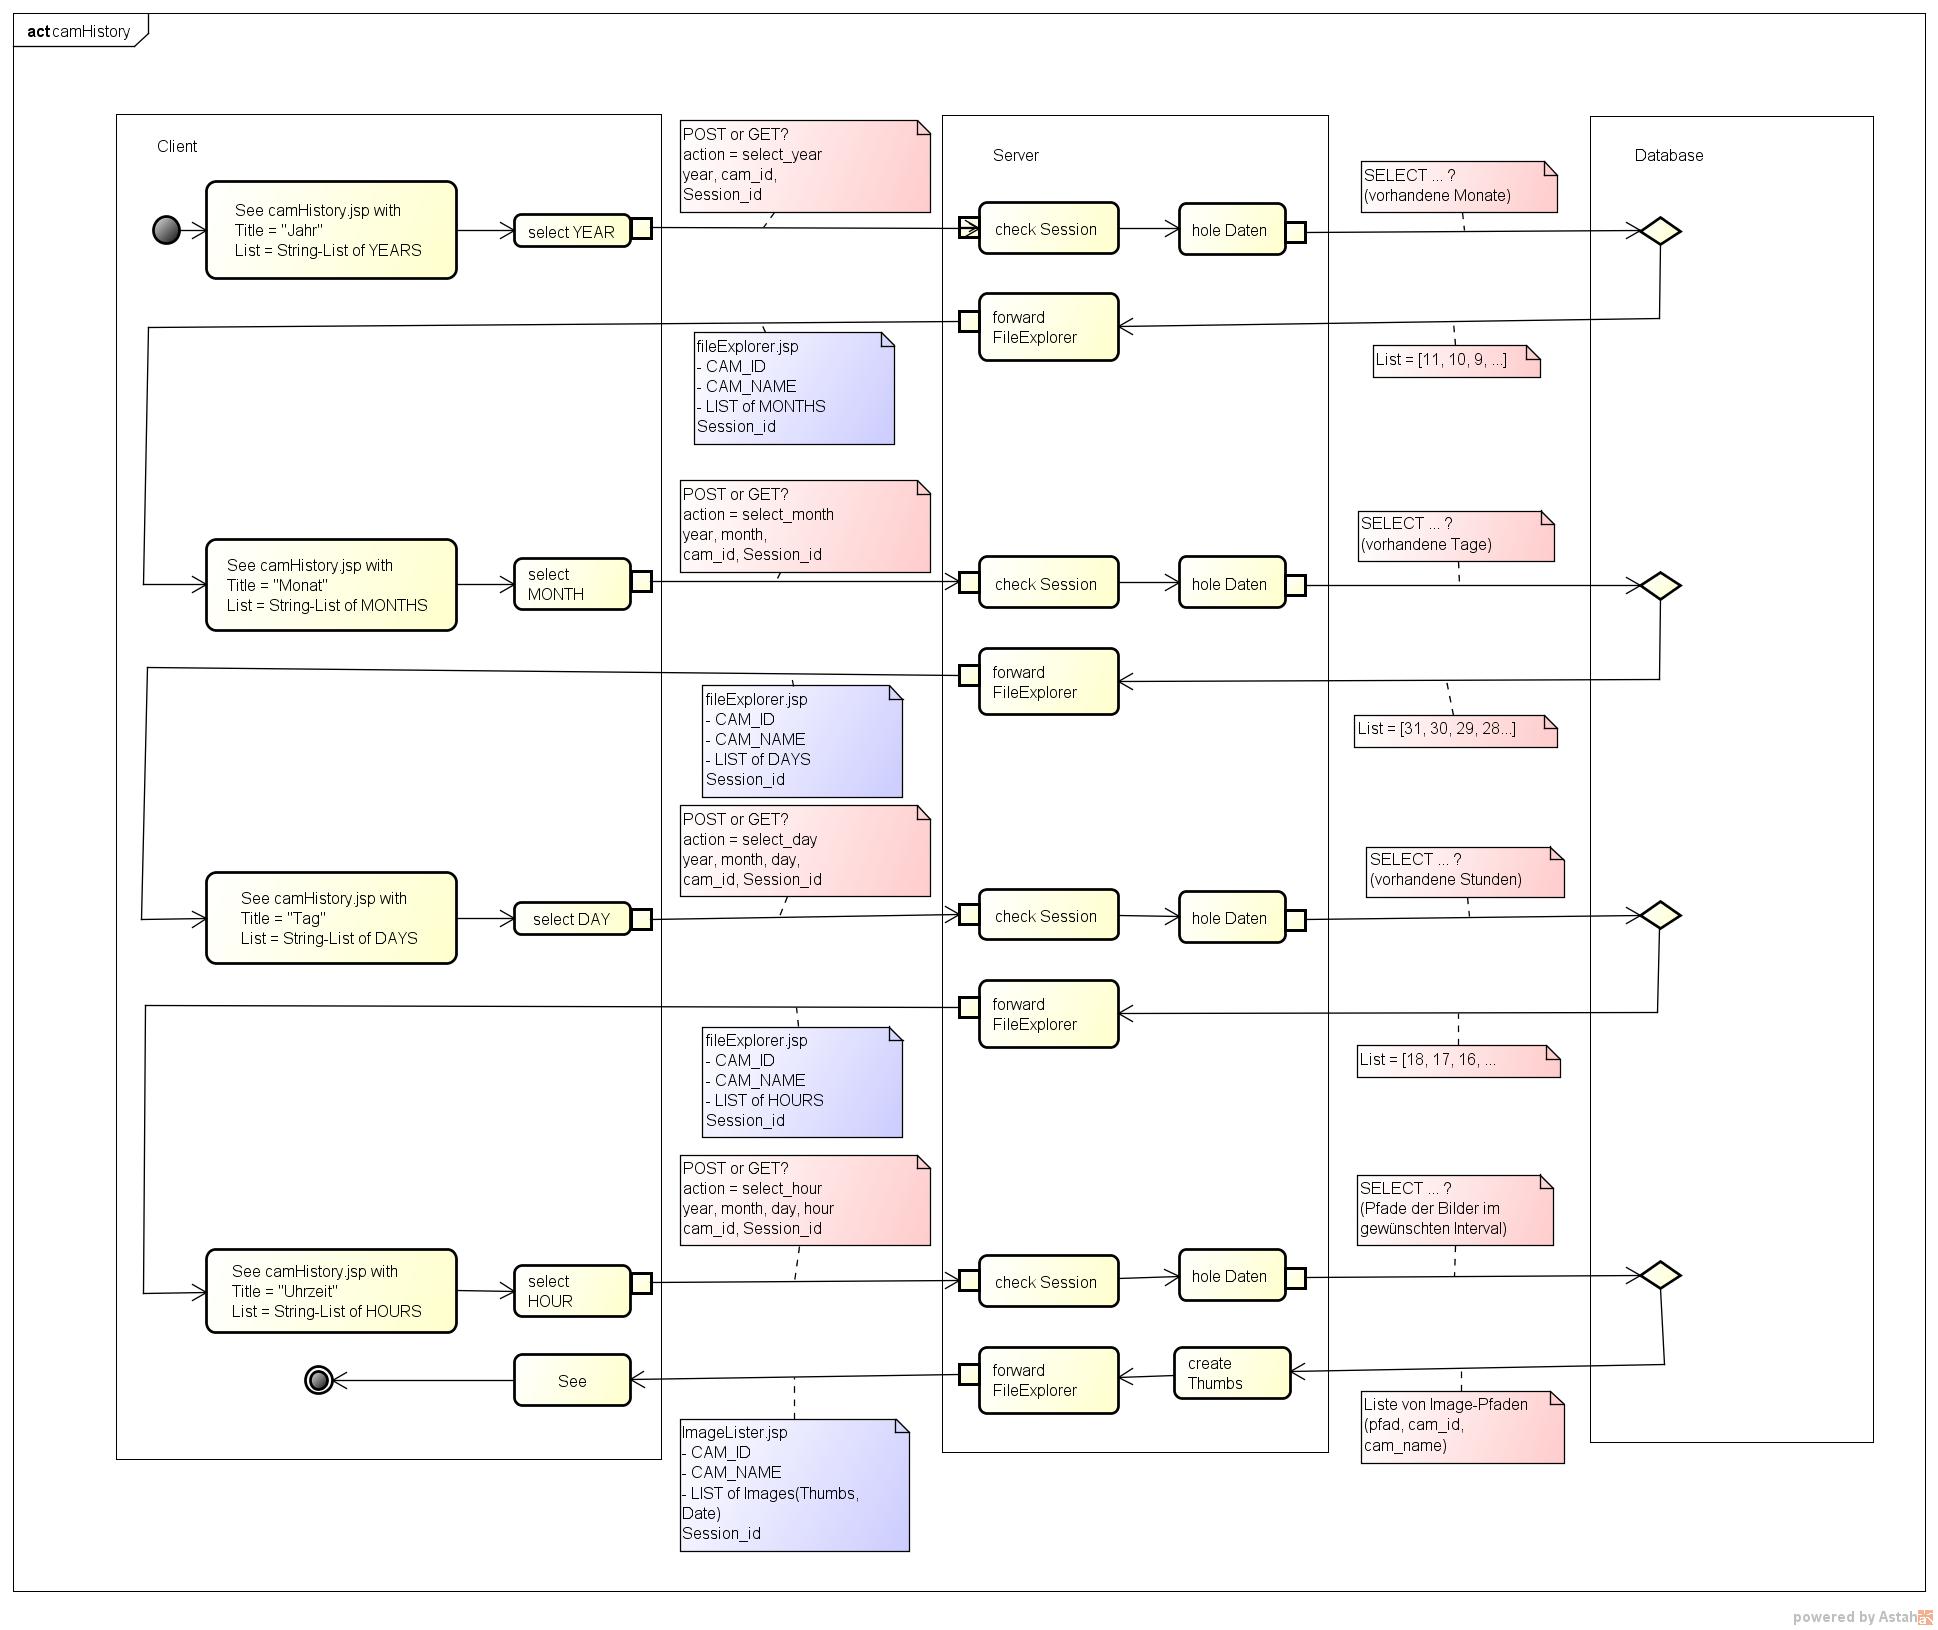 act camHistory
Client
Server
Database
POST or GET?
action = select_year
year, cam_id,
Session_id
SELECT ... ?
(vorhandene Monate)
See camHistory.jsp with
Title = "Jahr"
List = String-List of YEARS
select YEAR
check Session
hole Daten
forward
FileExplorer
fileExplorer.jsp
- CAM_ID
- CAM_NAME
- LIST of MONTHS
Session_id
List = [11, 10, 9, ...]
POST or GET?
action = select_month
year, month,
cam_id, Session_id
SELECT ... ?
(vorhandene Tage)
See camHistory.jsp with
Title = "Monat"
List = String-List of MONTHS
select
MONTH
check Session
hole Daten
forward
FileExplorer
fileExplorer.jsp
- CAM_ID
- CAM_NAME
- LIST of DAYS
Session_id
List = [31, 30, 29, 28...]
POST or GET?
action = select_day
year, month, day,
cam_id, Session_id
SELECT ... ?
(vorhandene Stunden)
See camHistory.jsp with
Title = "Tag"
List = String-List of DAYS
select DAY
check Session
hole Daten
forward
FileExplorer
fileExplorer.jsp
- CAM_ID
- CAM_NAME
- LIST of HOURS
Session_id
List = [18, 17, 16, ...
POST or GET?
action = select_hour
year, month, day, hour
cam_id, Session_id
SELECT ... ?
(Pfade der Bilder im
gewünschten Interval)
See camHistory.jsp with
Title = "Uhrzeit"
List = String-List of HOURS
select
HOUR
check Session
hole Daten
See
forward
FileExplorer
create
Thumbs
Liste von Image-Pfaden
(pfad, cam_id,
cam_name)
ImageLister.jsp
- CAM_ID
- CAM_NAME
- LIST of Images(Thumbs,
Date)
Session_id
powered by Astah